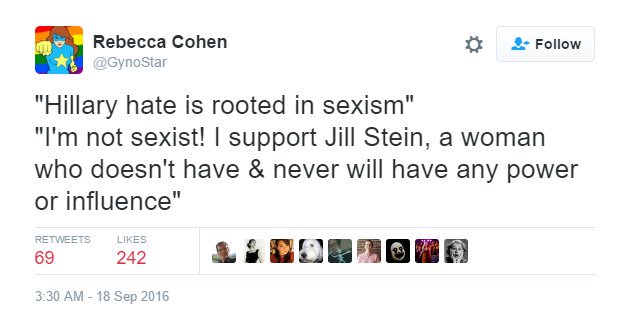 Rebecca Cohen
@GynoStar
Follow
"Hillary hate is rooted in sexism"
"I'm not sexist! I support Jill Stein, a woman
who doesn't have & never will have any power
or influence"
RETWEETS LIKES
69 242
3:30 AM - 18 Sep 2016